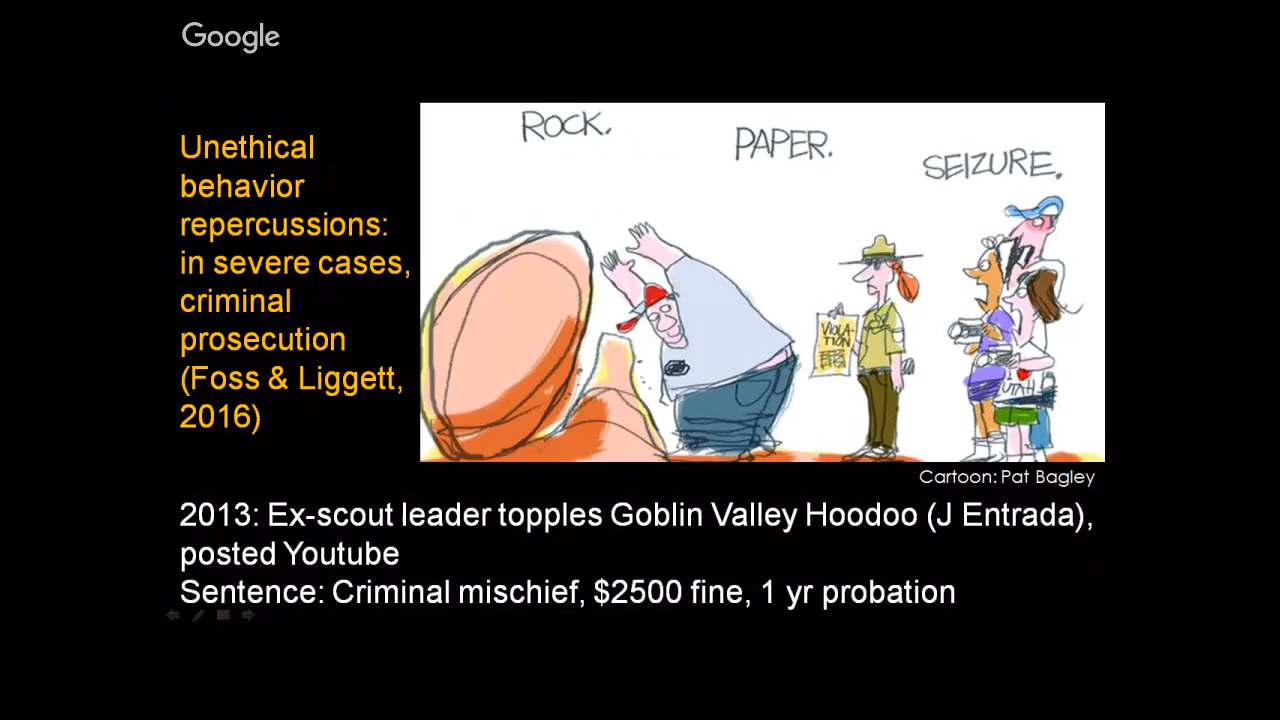 Google
Unethical
behavior
repercussions:
in severe cases,
criminal
prosecution
(Foss & Liggett,
2016)
ROCK.
PAPER.
SEIZURE.
VIOLA-
TION
UTAH
Cartoon: Pat Bagley
2013: Ex-scout leader topples Goblin Valley Hoodoo (J Entrada),
posted Youtube
Sentence: Criminal mischief, $2500 fine, 1 yr probation